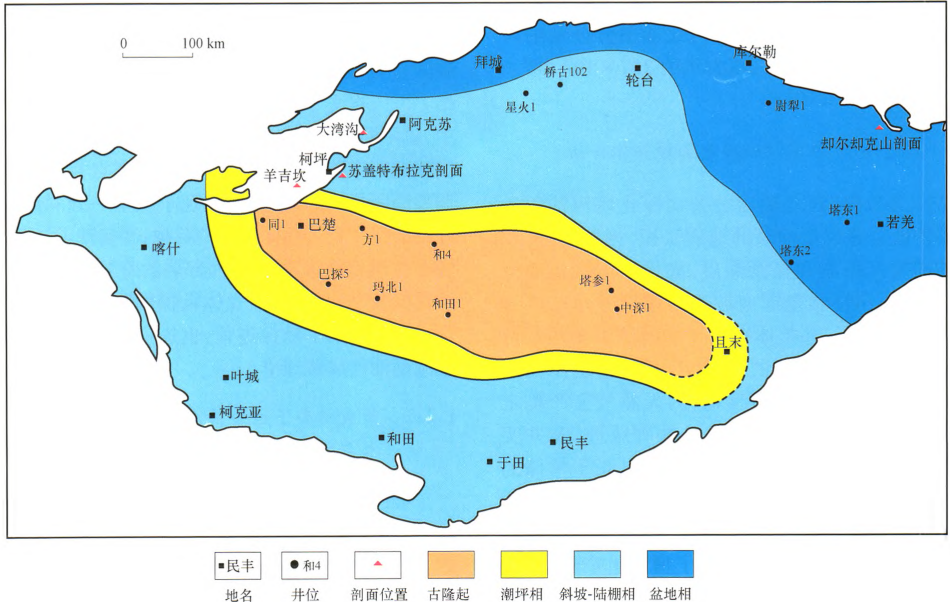 0 100 km
拜城
桥古102
轮台
库尔勒
星火1
尉犁1
大湾沟
阿克苏
却尔却克山剖面
柯坪
苏盖特布拉克剖面
羊吉坎
同1
巴楚
方1
和4
塔东1
若羌
喀什
塔东2
巴探5
玛北1
和田1
塔参1
中深1
且末
叶城
柯克亚
和田
民丰
于田
民丰
和4
地名
井位
剖面位置
古隆起
潮坪相
斜坡-陆棚相
盆地相